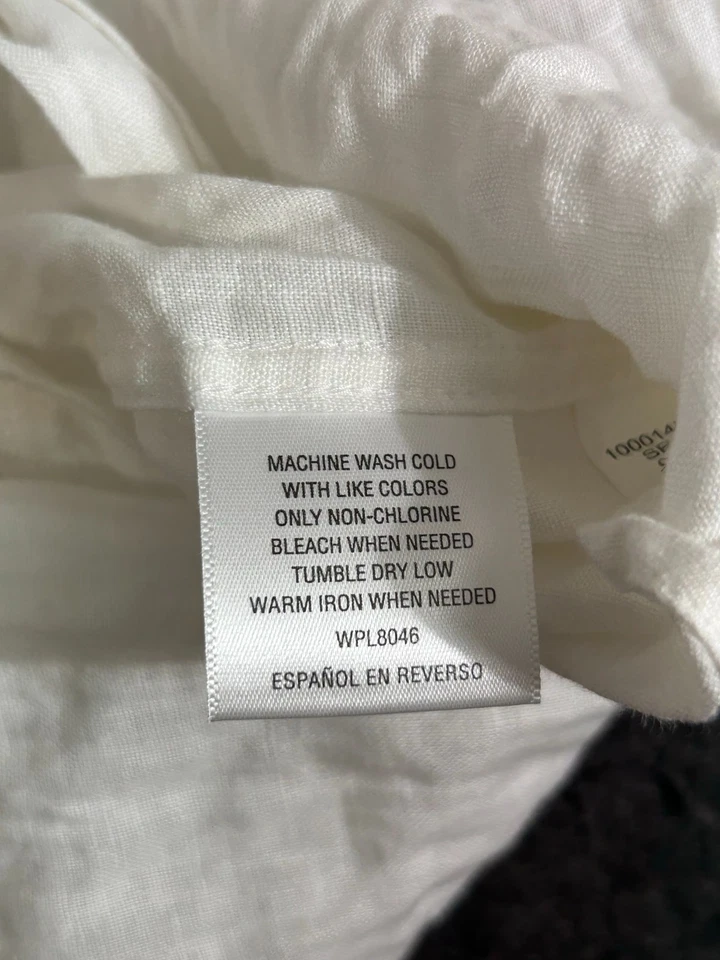 MACHINE WASH COLD
WITH LIKE COLORS
ONLY NON-CHLORINE
BLEACH WHEN NEEDED
TUMBLE DRY LOW
WARM IRON WHEN NEEDED
WPL8046
ESPAÑOL EN REVERSO